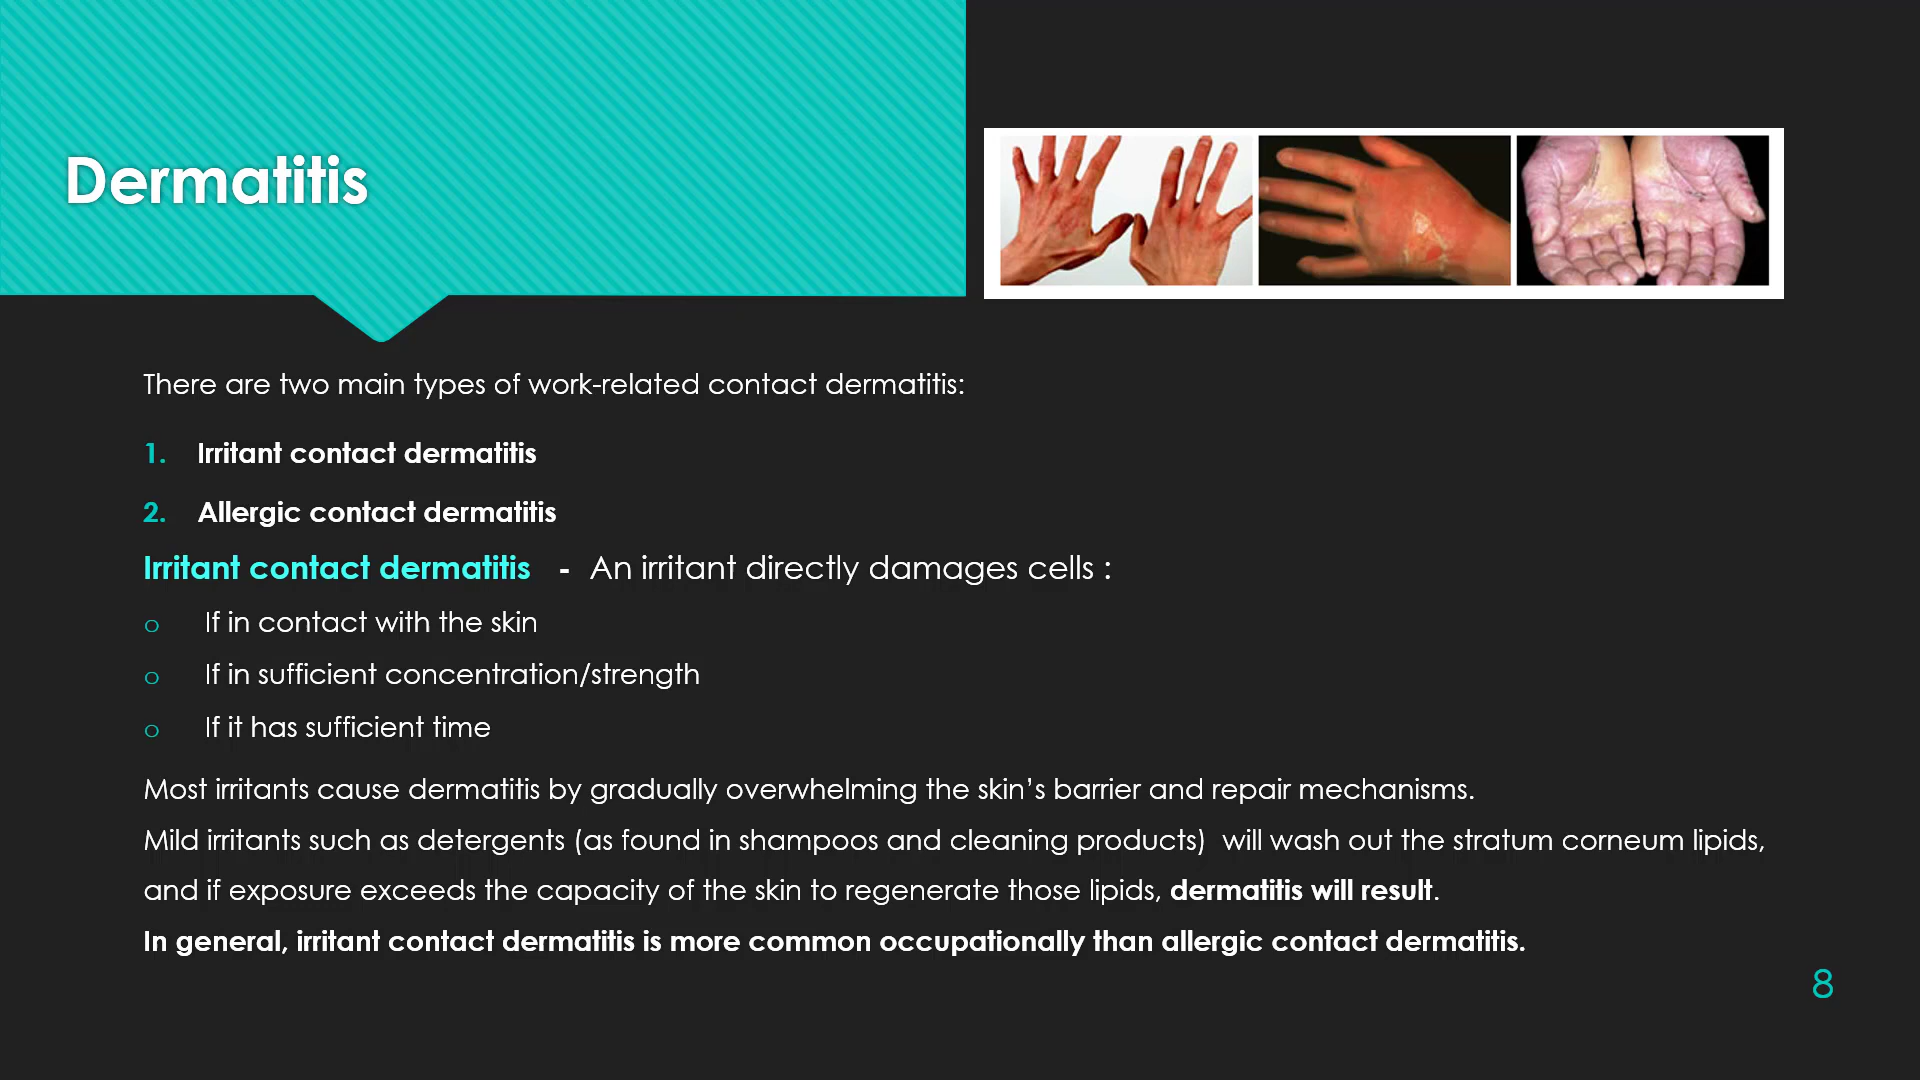 Dermatitis
There are two main types of work-related contact dermatitis:
1. Irritant contact dermatitis
2. Allergic contact dermatitis
Irritant contact dermatitis - An irritant directly damages cells :
o If in contact with the skin
o If in sufficient concentration/strength
o If it has sufficient time
Most irritants cause dermatitis by gradually overwhelming the skin’s barrier and repair mechanisms.
Mild irritants such as detergents (as found in shampoos and cleaning products) will wash out the stratum corneum lipids,
and if exposure exceeds the capacity of the skin to regenerate those lipids, dermatitis will result.
In general, irritant contact dermatitis is more common occupationally than allergic contact dermatitis.
8